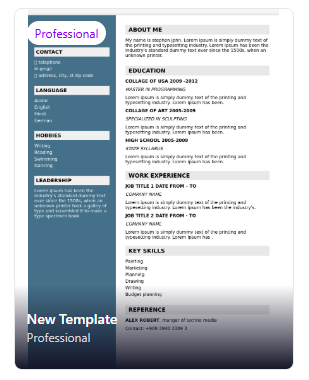 Professional
CONTACT
▯ telephone
✉ email
▯ address, city, st zip code
LANGUAGE
Arabic
English
Hindi
German
HOBBIES
Writing
Reading
Swimming
Dancing
LEADERSHIP
Lorem ipsum has been the
industry's standard dummy text
ever since the 1500s, when an
unknown printer took a galley of
type and scrambled it to make a
type specimen book.
ABOUT ME
My name is stephen john. Lorem Ipsum is simply dummy text of
the printing and typesetting industry. Lorem Ipsum has been the
industry's standard dummy text ever since the 1500s, when an
unknown printer.
EDUCATION
COLLAGE OF USA 2009 -2012
MASTER IN PROGRAMMING
Lorem Ipsum is simply dummy text of the printing and
typesetting industry. Lorem Ipsum has been.
COLLAGE OF ART 2005-2009
SPECIALIZED IN SCULPTING
Lorem Ipsum is simply dummy text of the printing and
typesetting industry. Lorem Ipsum has been.
HIGH SCHOOL 2005-2009
STATE SYLLABUS
Lorem Ipsum is simply dummy text of the printing and
typesetting industry. Lorem Ipsum has been.
WORK EXPERIENCE
JOB TITLE 1 DATE FROM - TO
COMPANY NAME
Lorem Ipsum is simply dummy text of the printing and
typesetting industry. Lorem Ipsum has been the industry's.
JOB TITLE 2 DATE FROM - TO
COMPANY NAME
Lorem Ipsum is simply dummy text of the printing and
typesetting industry. Lorem Ipsum has .
KEY SKILLS
Painting
Marketing
Planning
Drawing
Writing
Budget planning
REFERENCE
ALEX ROBERT, manger of techno media
Contact:
New Template
Professional